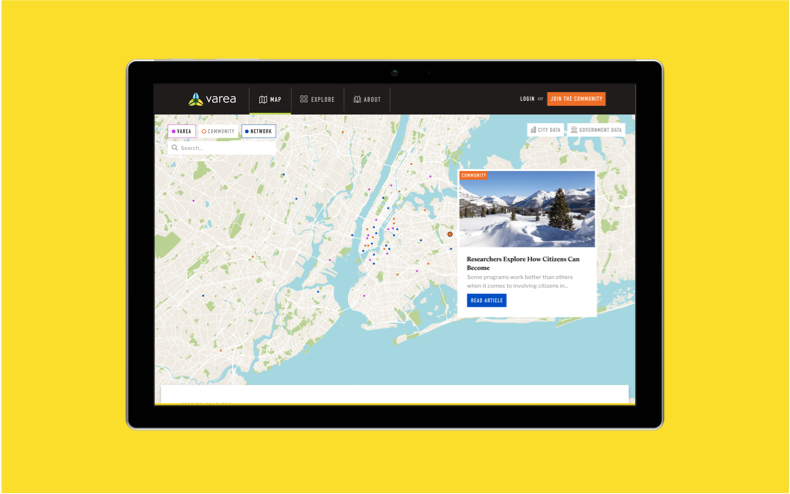 varea
MAP
EXPLORE
ABOUT
LOGIN
JOIN THE COMMUNITY
VAREA
COMMUNITY
NETWORK
Search...
CITY DATA
GOVERNMENT DATA
COMMUNITY
Researchers Explore How Citizens Can
Become
Some programs work better than others
when it comes to involving citizens in...
READ ARTICLE